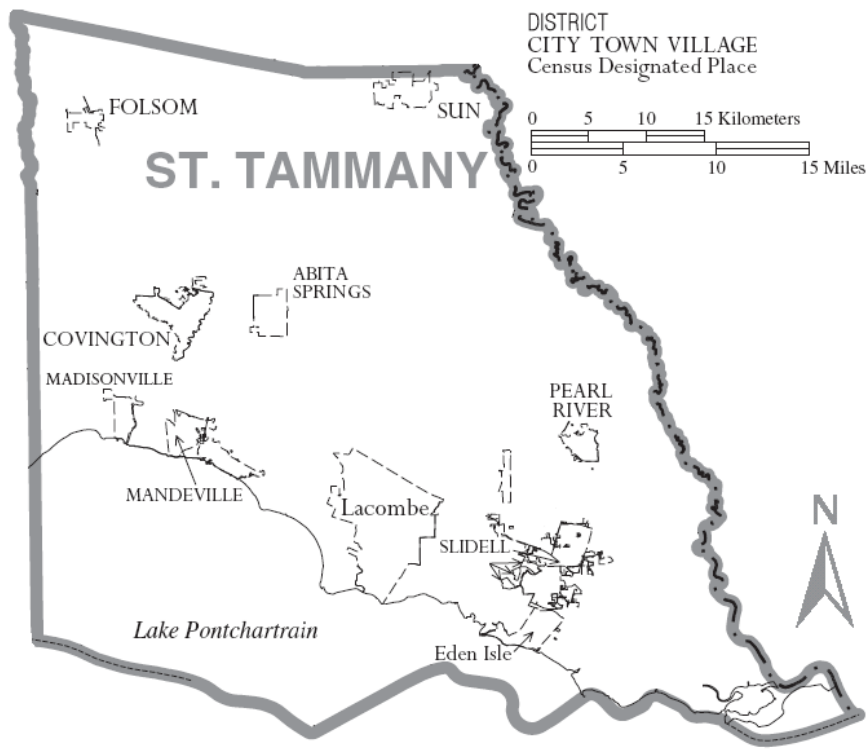 DISTRICT
CITY TOWN VILLAGE
Census Designated Place
0 5 10 15 Kilometers
0 5 10 15 Miles
FOLSOM
SUN
ST. TAMMANY
ABITA
SPRINGS
COVINGTON
MADISONVILLE
PEARL
RIVER
MANDEVILLE
Lacombe
SLIDELL
N
Lake Pontchartrain
Eden Isle